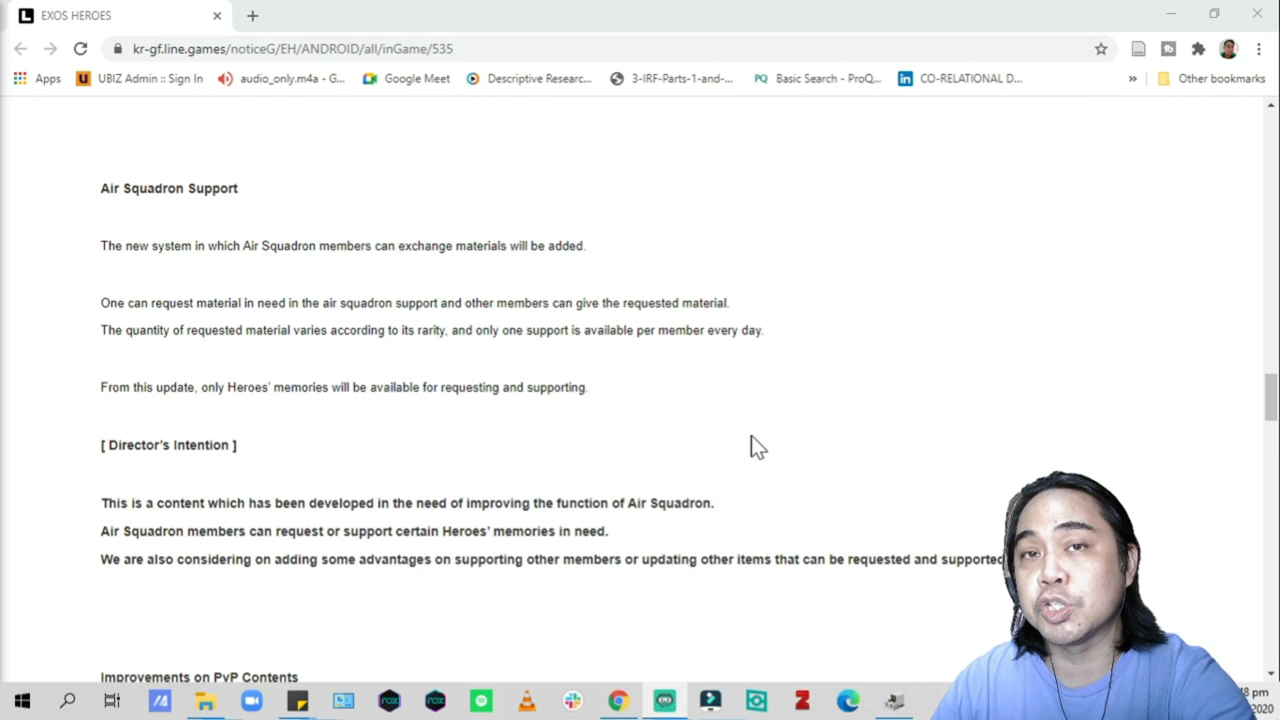 EXOS HEROES
kr-gf.line.games/noticeG/EH/ANDROID/all/inGame/535
Apps UBIZ Admin :: Sign In audio_only.m4a - G... Google Meet Descriptive Researc... 3-IRF-Parts-1-and-... PQ Basic Search - ProQ... CO-RELATIONAL D... » Other bookmarks
Air Squadron Support
The new system in which Air Squadron members can exchange materials will be added.
One can request material in need in the air squadron support and other members can give the requested material.
The quantity of requested material varies according to its rarity, and only one support is available per member every day.
From this update, only Heroes' memories will be available for requesting and supporting.
[ Director's Intention ]
This is a content which has been developed in the need of improving the function of Air Squadron.
Air Squadron members can request or support certain Heroes' memories in need.
We are also considering on adding some advantages on supporting other members or updating other items that can be requested and supported
Improvements on PvP Contents